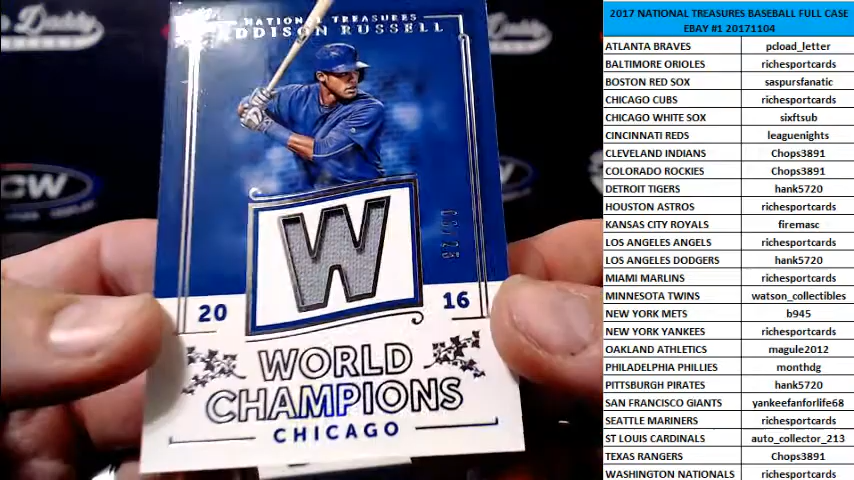 NATIONAL TREASURES
ADDISON RUSSELL
W
20 16
WORLD
CHAMPIONS
CHICAGO
Daddy
CW
2017 NATIONAL TREASURES BASEBALL FULL CASE
EBAY #1 20171104
ATLANTA BRAVES pcload_letter
BALTIMORE ORIOLES richesportcards
BOSTON RED SOX saspursfanatic
CHICAGO CUBS richesportcards
CHICAGO WHITE SOX sixftsub
CINCINNATI REDS leaguenights
CLEVELAND INDIANS Chops3891
COLORADO ROCKIES Chops3891
DETROIT TIGERS hank5720
HOUSTON ASTROS richesportcards
KANSAS CITY ROYALS firemasc
LOS ANGELES ANGELS richesportcards
LOS ANGELES DODGERS hank5720
MIAMI MARLINS richesportcards
MINNESOTA TWINS watson_collectibles
NEW YORK METS b945
NEW YORK YANKEES richesportcards
OAKLAND ATHLETICS magule2012
PHILADELPHIA PHILLIES monthdg
PITTSBURGH PIRATES hank5720
SAN FRANCISCO GIANTS yankeefanforlife68
SEATTLE MARINERS richesportcards
ST LOUIS CARDINALS auto_collector_213
TEXAS RANGERS Chops3891
WASHINGTON NATIONALS richesportcards